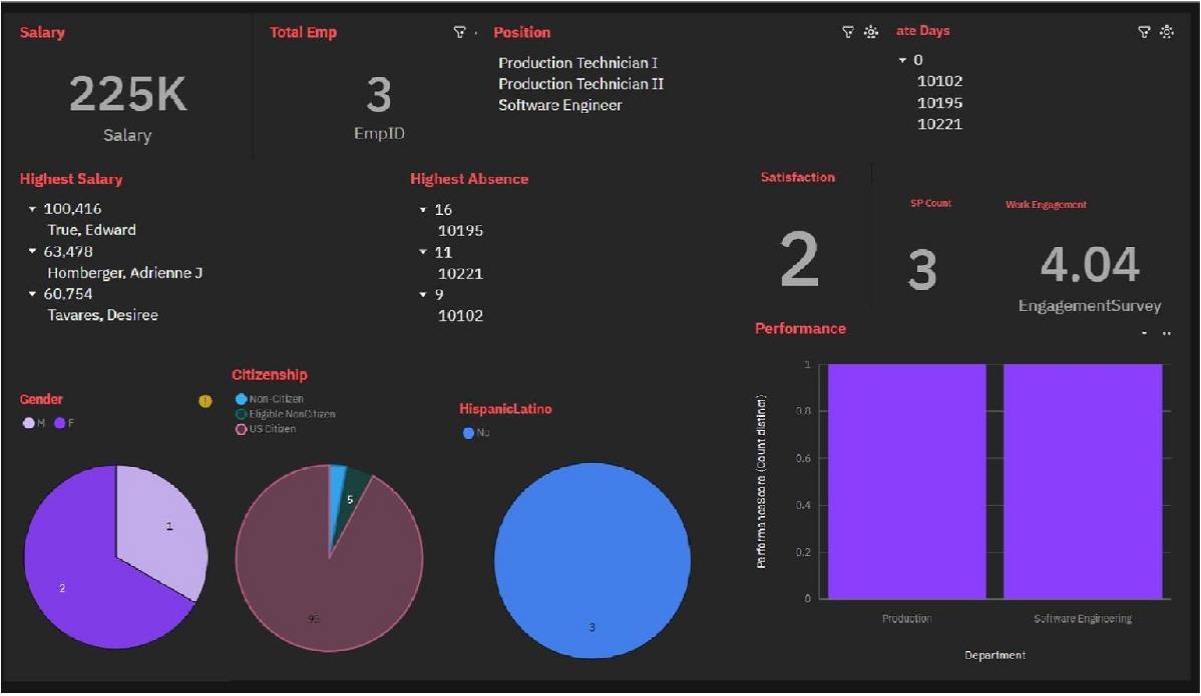 Salary
225K
Salary
Total Emp
3
EmpID
Position
Production Technician I
Production Technician II
Software Engineer
ate Days
0
10102
10195
10221
Highest Salary
100,416
True, Edward
63,478
Homberger, Adrienne J
60,754
Tavares, Desiree
Highest Absence
16
10195
11
10221
9
10102
Satisfaction
2
SP Count
3
Work Engagement
4.04
EngagementSurvey
Gender
M F
1
2
Citizenship
Non-Citizen
Eligible NonCitizen
US Citizen
5
HispanicLatino
No
3
Performance
PerformanceScore (Count distinct)
1
0.8
0.6
0.4
0.2
0
Production
Software Engineering
Department